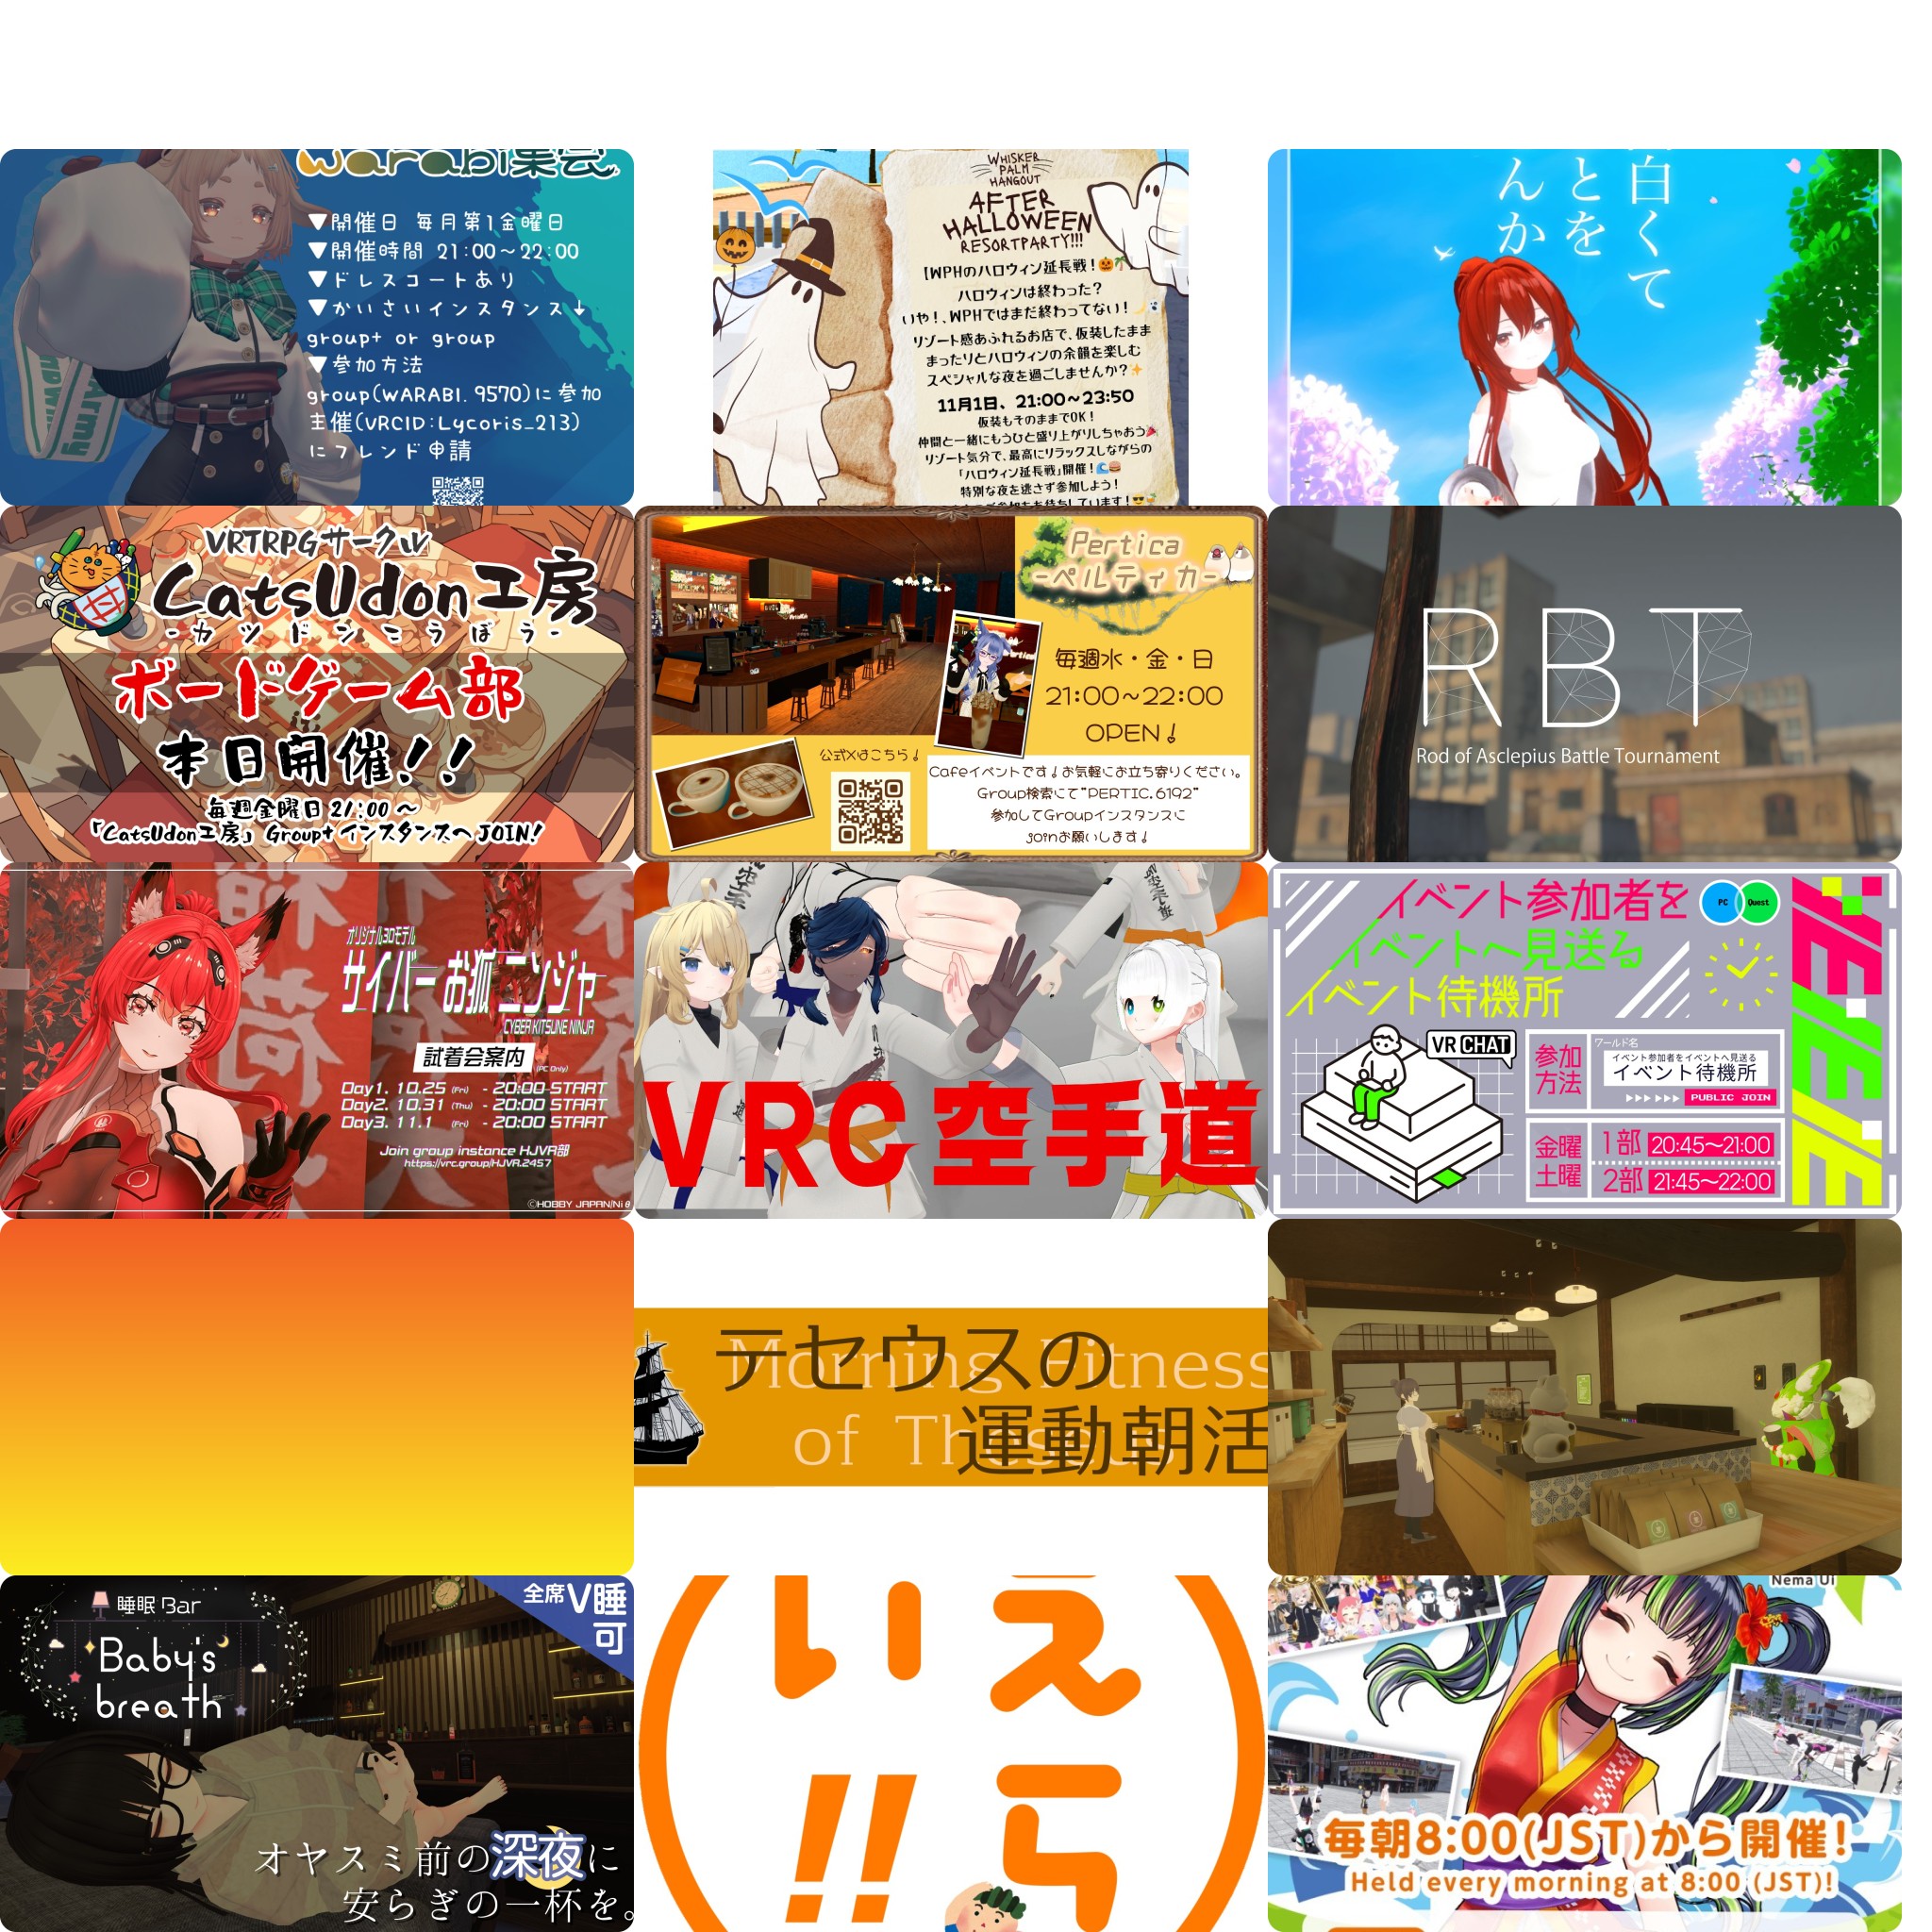 warabi集会
▼開催日 毎月第1金曜日
▼開催時間 21:00～22:00
▼ドレスコートあり
▼かいさいインスタンス↓
group+ or group
▼参加方法
group(WARABI.9570)に参加
主催(VRCID:Lycoris_213)
にフレンド申請
WHISKER
PALM
HANGOUT
AFTER
HALLOWEEN
RESORTPARTY!!!
【WPHのハロウィン延長戦！🎃🌴
ハロウィンは終わった？
いや！、WPHではまだ終わってない！
リゾート感あふれるお店で、仮装したまま
まったりとハロウィンの余韻を楽しむ
スペシャルな夜を過ごしませんか？✨
11月1日、21:00～23:50
仮装もそのままでOK！
仲間と一緒にもうひと盛り上がりしちゃおう🎉
リゾート気分で、最高にリラックスしながらの
「ハロウィン延長戦」開催！🌊🍔
特別な夜を逃さず参加しよう！
白くて
とを
んか
VRTRPGサークル
CatsUdon工房
-カツドンこうぼう-
ボードゲーム部
本日開催!!
毎週金曜日 21:00 ～
「CatsUdon工房」 Group+ インスタンスへ JOIN!
Pertica
-ペルティカ-
毎週水・金・日
21:00～22:00
OPEN！
公式Xはこちら！
Cafeイベントです！お気軽にお立ち寄りください。
Group検索にて"PERTIC.6192"
参加してGroupインスタンスに
joinお願いします！
RBT
Rod of Asclepius Battle Tournament
オリジナル3Dモデル
サイバーお狐ニンジャ
CYBER KITSUNE NINJA
試着会案内
(PC Only)
Day1. 10.25 (Fri) - 20:00 START
Day2. 10.31 (Thu) - 20:00 START
Day3. 11.1 (Fri) - 20:00 START
Join group instance HJVR部
https://vrc.group/HJVR.2457
©HOBBY JAPAN/Ni θ
VRC空手道
イベント参加者を
イベントへ見送る
イベント待機所
PC
Quest
VRCHAT
参加
方法
ワールド名
イベント参加者をイベントへ見送る
イベント待機所
PUBLIC JOIN
金曜
土曜
1部 20:45～21:00
2部 21:45～22:00
テセウスの
運動朝活
Morning Fitness
of Theseus
睡眠Bar
Baby's
breath
全席V睡
可
オヤスミ前の深夜に
安らぎの一杯を。
えら
い!!
Nema Ui
毎朝8:00(JST)から開催!
Held every morning at 8:00 (JST)!